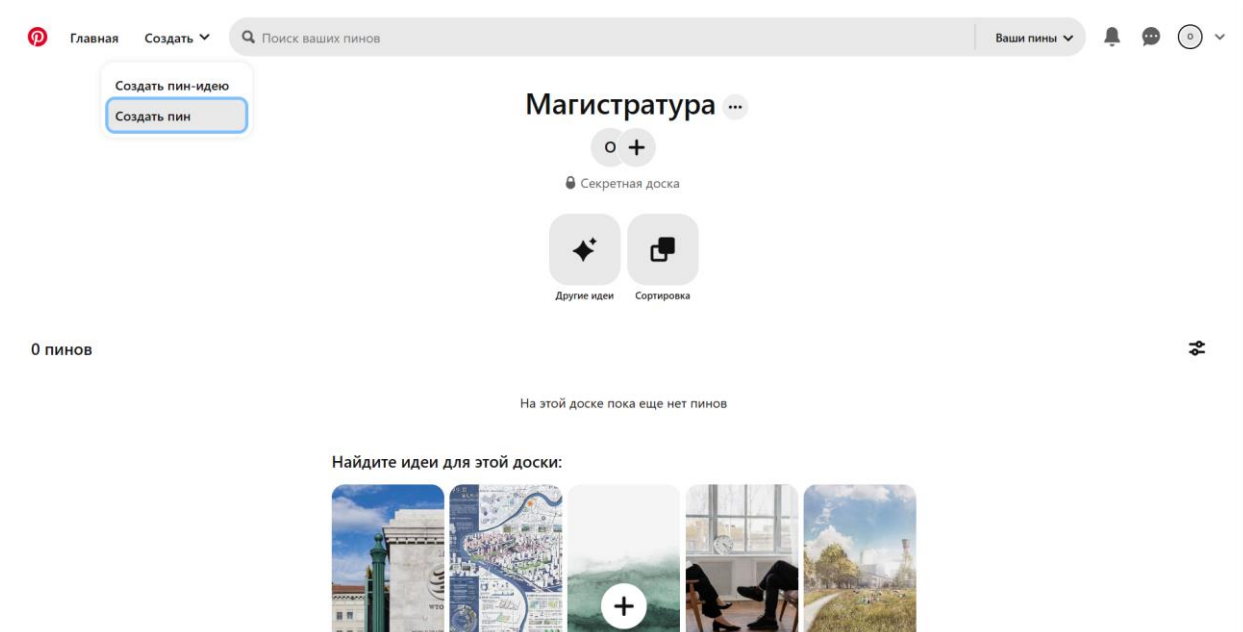 Главная Создать Поиск ваших пинов Ваши пины о
Создать пин-идею
Создать пин
Магистратура ...
О +
Секретная доска
Другие идеи Сортировка
0 пинов
На этой доске пока еще нет пинов
Найдите идеи для этой доски:
WTO